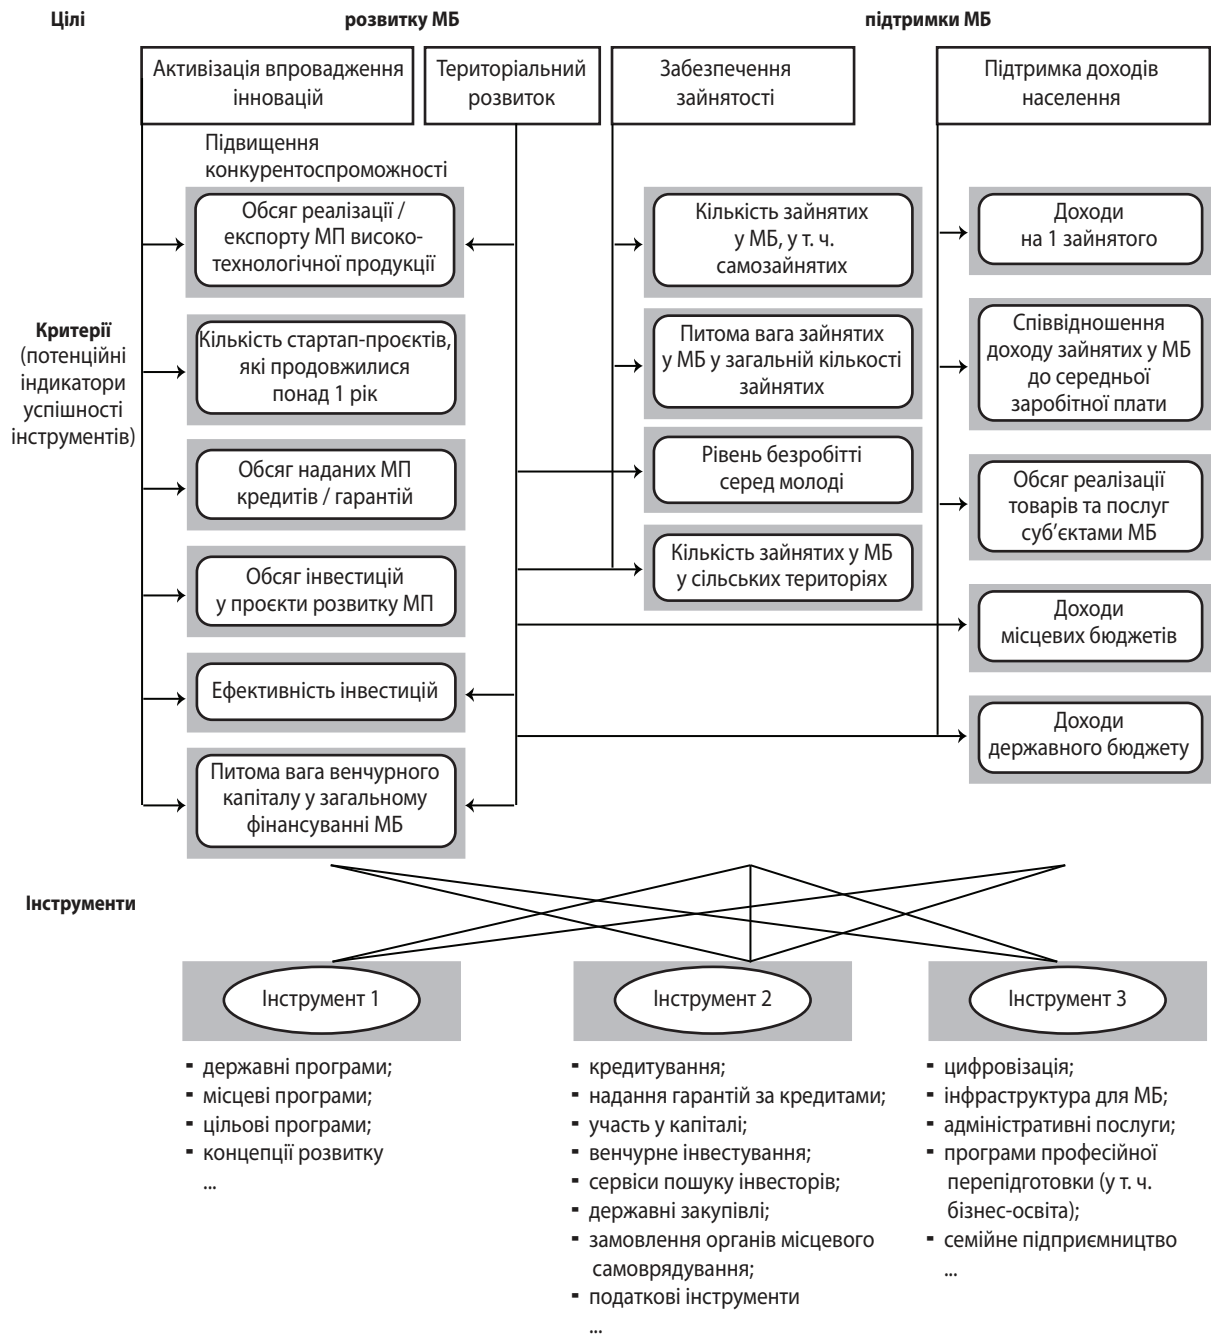 Цілі
розвитку МБ
підтримки МБ
Активізація впровадження
інновацій
Територіальний
розвиток
Забезпечення
зайнятості
Підтримка доходів
населення
Підвищення
конкурентоспроможності
Критерії
(потенційні
індикатори
успішності
інструментів)
Обсяг реалізації /
експорту МП високо-
технологічної продукції
Кількість стартап-проєктів,
які продовжилися
понад 1 рік
Обсяг наданих МП
кредитів / гарантій
Обсяг інвестицій
у проєкти розвитку МП
Ефективність інвестицій
Питома вага венчурного
капіталу у загальному
фінансуванні МБ
Кількість зайнятих
у МБ, у т. ч.
самозайнятих
Питома вага зайнятих
у МБ у загальній кількості
зайнятих
Рівень безробітті
серед молоді
Кількість зайнятих у МБ
у сільських територіях
Доходи
на 1 зайнятого
Співвідношення
доходу зайнятих у МБ
до середньої
заробітної плати
Обсяг реалізації
товарів та послуг
суб’єктами МБ
Доходи
місцевих бюджетів
Доходи
державного бюджету
Інструменти
Інструмент 1
- державні програми;
- місцеві програми;
- цільові програми;
- концепції розвитку
...
Інструмент 2
- кредитування;
- надання гарантій за кредитами;
- участь у капіталі;
- венчурне інвестування;
- сервіси пошуку інвесторів;
- державні закупівлі;
- замовлення органів місцевого
самоврядування;
- податкові інструменти
...
Інструмент 3
- цифровізація;
- інфраструктура для МБ;
- адміністративні послуги;
- програми професійної
перепідготовки (у т. ч.
бізнес-освіта);
- семійне підприємництво
...